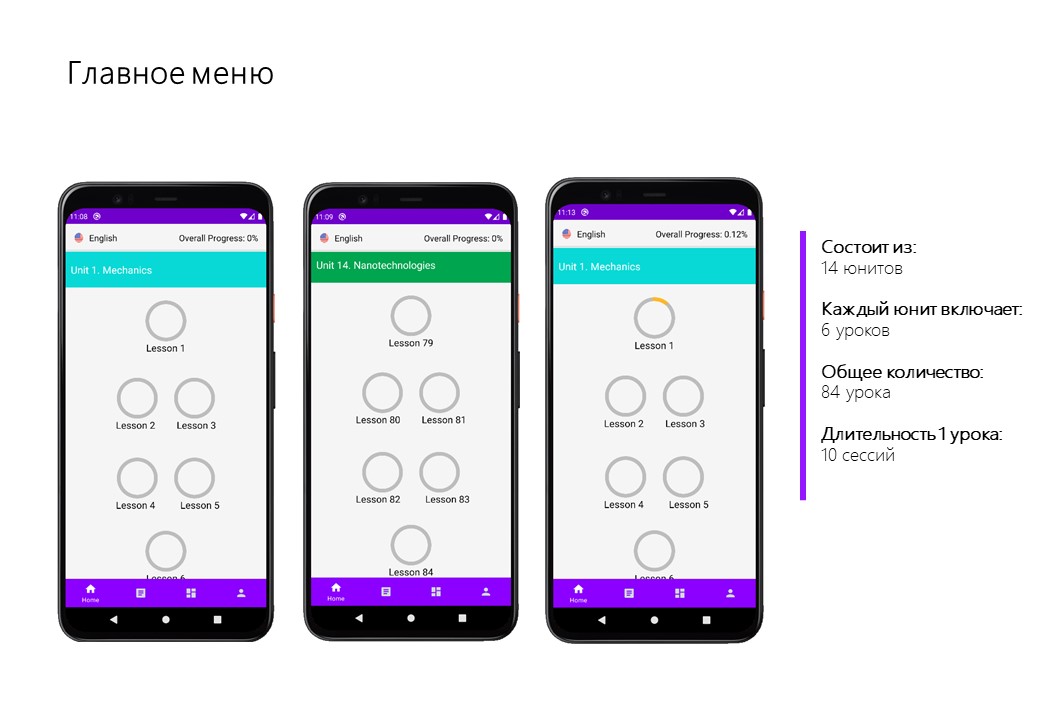 Главное меню
11:08
English
Overall Progress: 0%
Unit 1. Mechanics
Lesson 1
Lesson 2
Lesson 3
Lesson 4
Lesson 5
Lesson 6
Home
11:09
English
Overall Progress: 0%
Unit 14. Nanotechnologies
Lesson 79
Lesson 80
Lesson 81
Lesson 82
Lesson 83
Lesson 84
Home
11:13
English
Overall Progress: 0.12%
Unit 1. Mechanics
Lesson 1
Lesson 2
Lesson 3
Lesson 4
Lesson 5
Lesson 6
Home
Состоит из:
14 юнитов
Каждый юнит включает:
6 уроков
Общее количество:
84 урока
Длительность 1 урока:
10 сессий